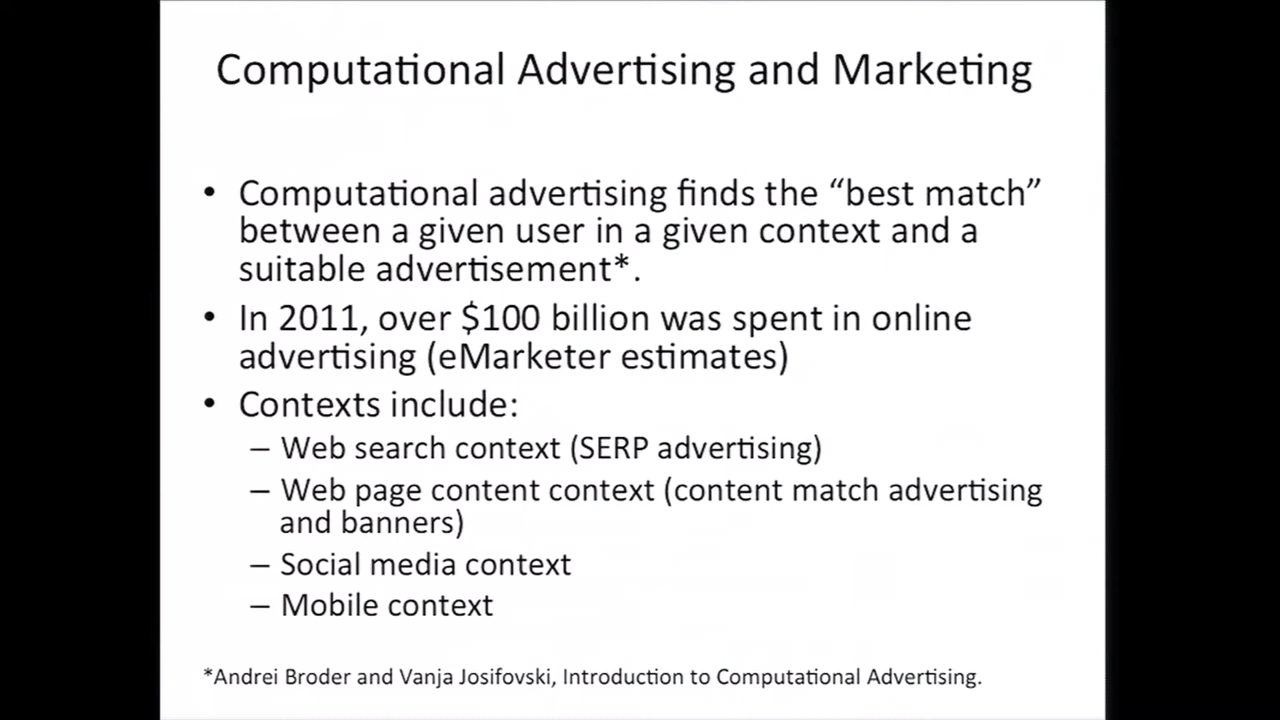 Computational Advertising and Marketing
• Computational advertising finds the “best match”
between a given user in a given context and a
suitable advertisement*.
• In 2011, over $100 billion was spent in online
advertising (eMarketer estimates)
• Contexts include:
– Web search context (SERP advertising)
– Web page content context (content match advertising
and banners)
– Social media context
– Mobile context
*Andrei Broder and Vanja Josifovski, Introduction to Computational Advertising.